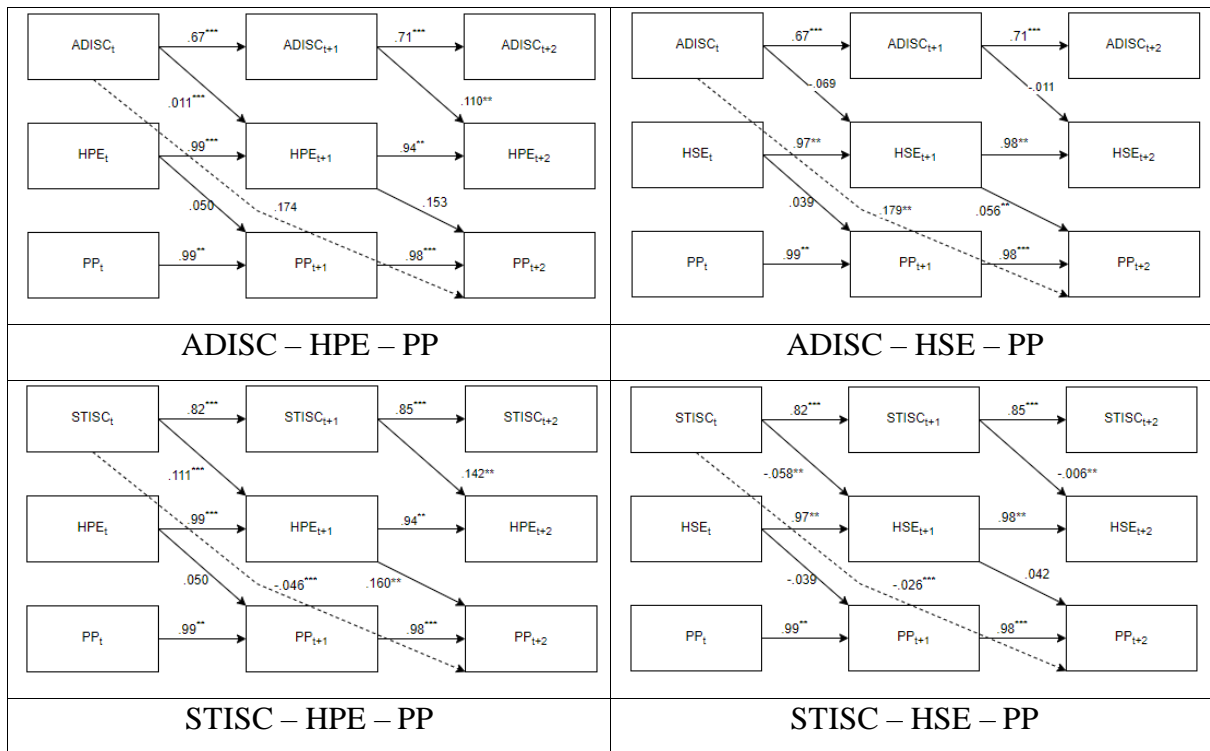 ADISCt .67*** ADISCt+1 .71*** ADISCt+2
.011*** .110**
HPEt .99*** HPEt+1 .94** HPEt+2
.050 .174 .153
PPt .99** PPt+1 .98*** PPt+2
ADISC – HPE – PP
ADISCt .67*** ADISCt+1 .71*** ADISCt+2
-.069 -.011
HSEt .97** HSEt+1 .98** HSEt+2
.039 .179** .056**
PPt .99** PPt+1 .98*** PPt+2
ADISC – HSE – PP
STISCt .82*** STISCt+1 .85*** STISCt+2
.111*** .142**
HPEt .99*** HPEt+1 .94** HPEt+2
.050 -.046*** .160**
PPt .99** PPt+1 .98*** PPt+2
STISC – HPE – PP
STISCt .82*** STISCt+1 .85*** STISCt+2
-.058** -.006**
HSEt .97** HSEt+1 .98** HSEt+2
-.039 -.026*** .042
PPt .99** PPt+1 .98*** PPt+2
STISC – HSE – PP